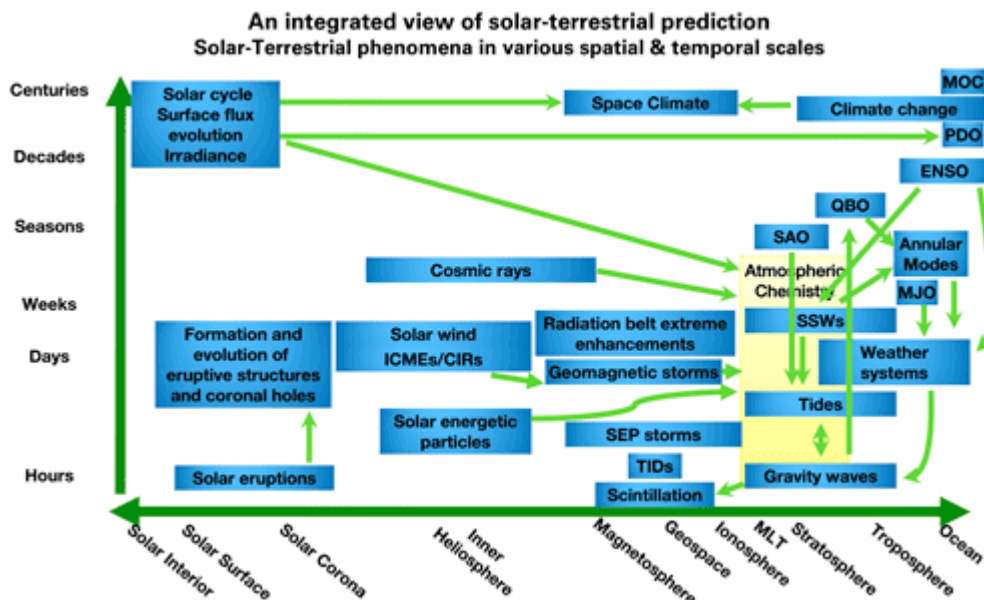 An integrated view of solar-terrestrial prediction
Solar-Terrestrial phenomena in various spatial & temporal scales
Centuries
Decades
Seasons
Weeks
Days
Hours
Solar cycle
Surface flux
evolution
Irradiance
Space Climate
MOC
Climate change
PDO
ENSO
QBO
SAO
Annular
Modes
Cosmic rays
Atmospheric
Chemistry
MJO
SSWs
Formation and
evolution of
eruptive structures
and coronal holes
Solar wind
ICMEs/CIRs
Radiation belt extreme
enhancements
Geomagnetic storms
Weather
systems
Tides
Solar energetic
particles
SEP storms
TIDs
Solar eruptions
Scintillation
Gravity waves
Solar Interior
Solar Surface
Solar Corona
Inner
Heliosphere
Magnetosphere
Geospace
Ionosphere
MLT
Stratosphere
Troposphere
Ocean